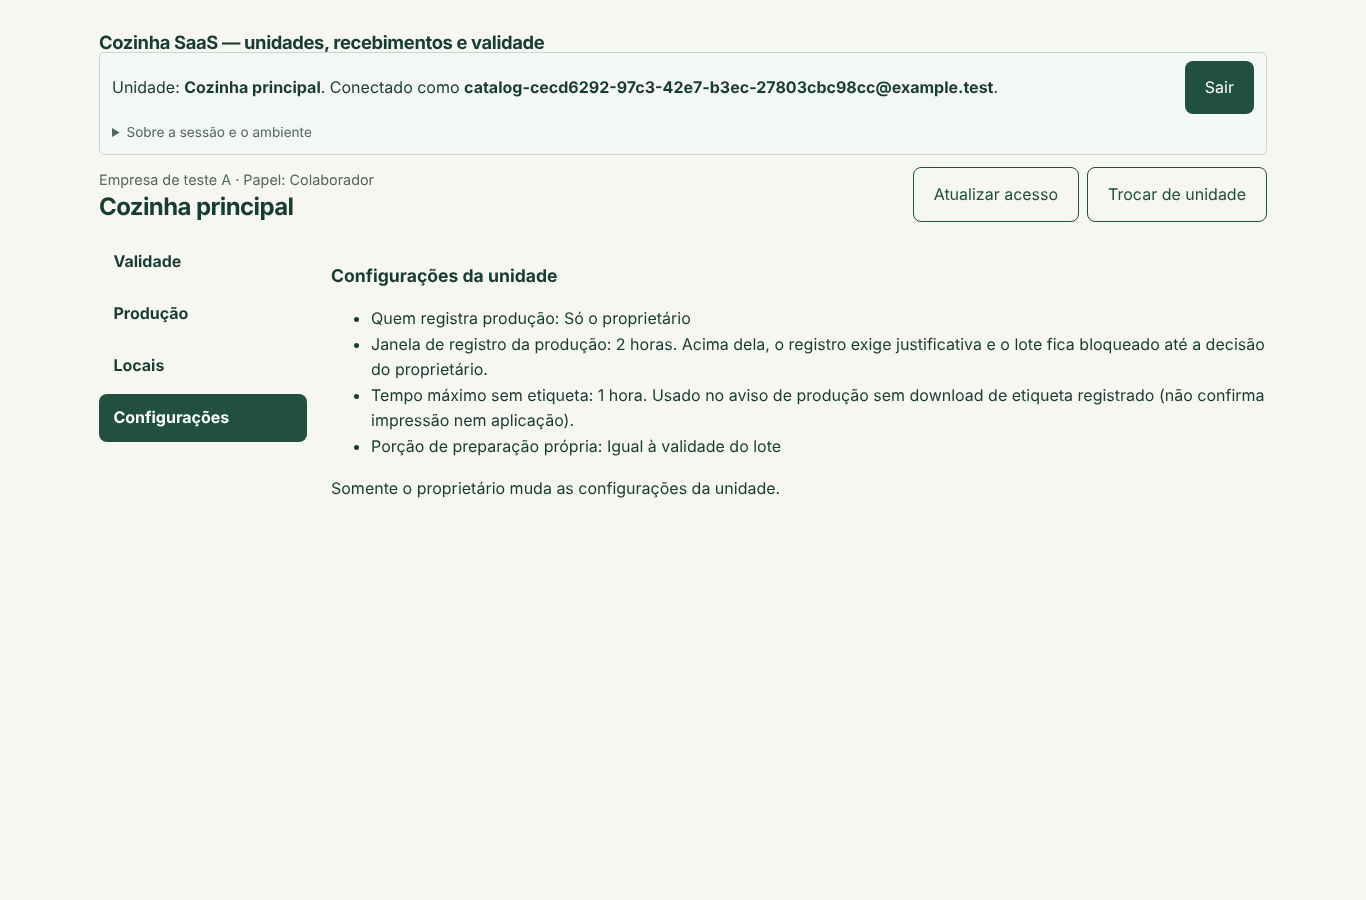 Cozinha SaaS — unidades, recebimentos e validade
Unidade: Cozinha principal. Conectado como catalog-cecd6292-97c3-42e7-b3ec-27803cbc98cc@example.test.
Sair
Sobre a sessão e o ambiente
Empresa de teste A · Papel: Colaborador
Cozinha principal
Atualizar acesso
Trocar de unidade
Validade
Produção
Locais
Configurações
Configurações da unidade
• Quem registra produção: Só o proprietário
• Janela de registro da produção: 2 horas. Acima dela, o registro exige justificativa e o lote fica bloqueado até a decisão
do proprietário.
• Tempo máximo sem etiqueta: 1 hora. Usado no aviso de produção sem download de etiqueta registrado (não confirma
impressão nem aplicação).
• Porção de preparação própria: Igual à validade do lote
Somente o proprietário muda as configurações da unidade.